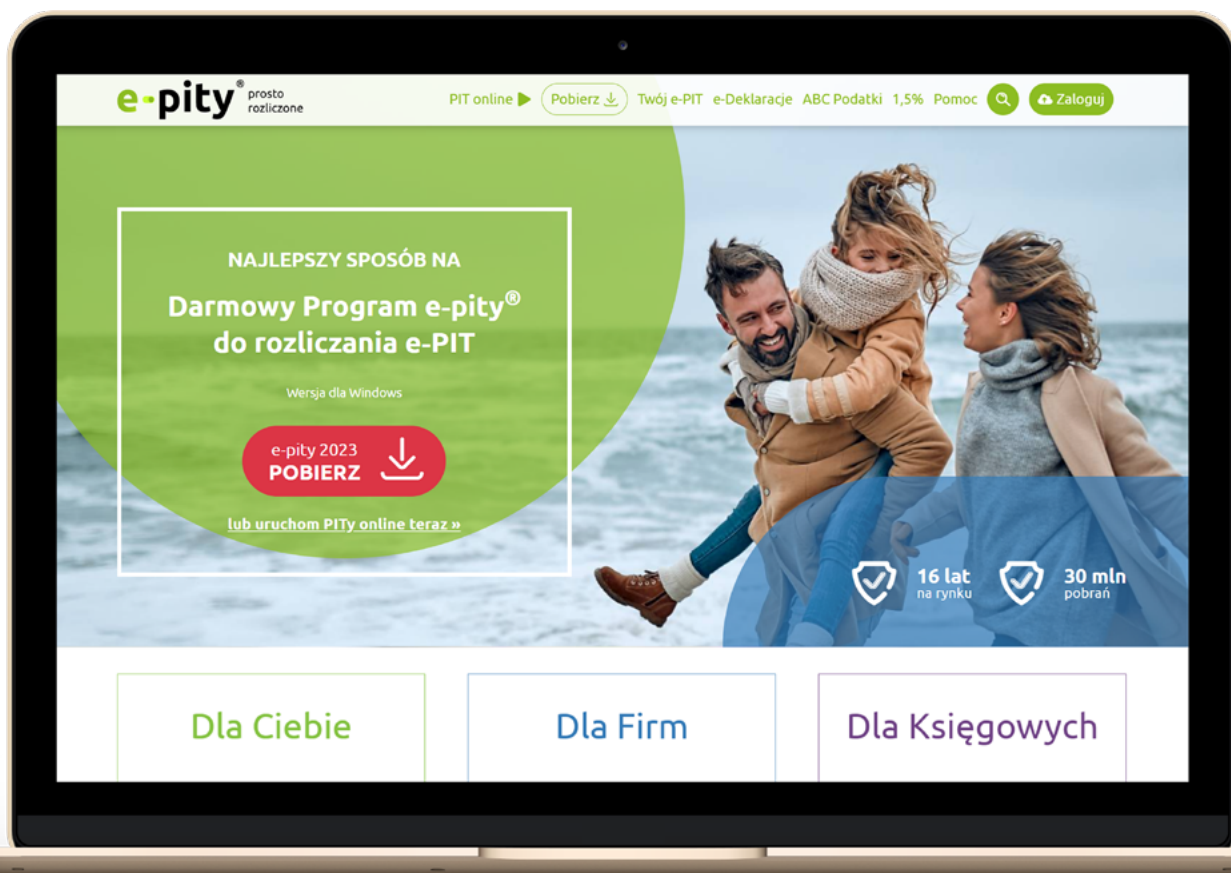 e-pity® prosto
rozliczone
PIT online Pobierz Twój e-PIT e-Deklaracje ABC Podatki 1,5% Pomoc Zaloguj
NAJLEPSZY SPOSÓB NA
Darmowy Program e-pity®
do rozliczania e-PIT
Wersja dla Windows
e-pity 2023
POBIERZ
lub uruchom PITy online teraz »
16 lat
na rynku
30 mln
pobrań
Dla Ciebie
Dla Firm
Dla Księgowych